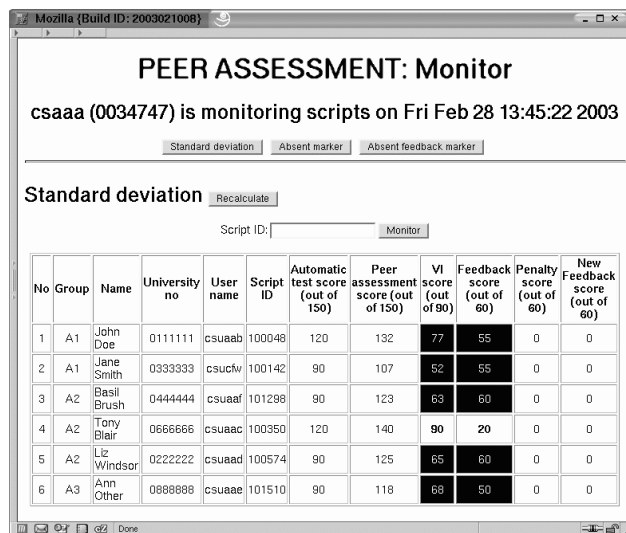 Mozilla {Build ID: 2003021008}
PEER ASSESSMENT: Monitor
csaaa (0034747) is monitoring scripts on Fri Feb 28 13:45:22 2003
Standard deviation Absent marker Absent feedback marker
Standard deviation Recalculate
Script ID: Monitor
No Group Name University no User name Script ID Automatic test score (out of 150) Peer assessment score (out of 150) VI score (out of 90) Feedback score (out of 60) Penalty score (out of 60) New Feedback score (out of 60)
1 A1 John Doe 0111111 csuaab 100048 120 132 77 55 0 0
2 A1 Jane Smith 0333333 csucfw 100142 90 107 52 55 0 0
3 A2 Basil Brush 0444444 csuaaf 101298 90 123 63 60 0 0
4 A2 Tony Blair 0666666 csuaac 100350 120 140 90 20 0 0
5 A2 Liz Windsor 0222222 csuaad 100574 90 125 65 60 0 0
6 A3 Ann Other 0888888 csuaae 101510 90 118 68 50 0 0
Done